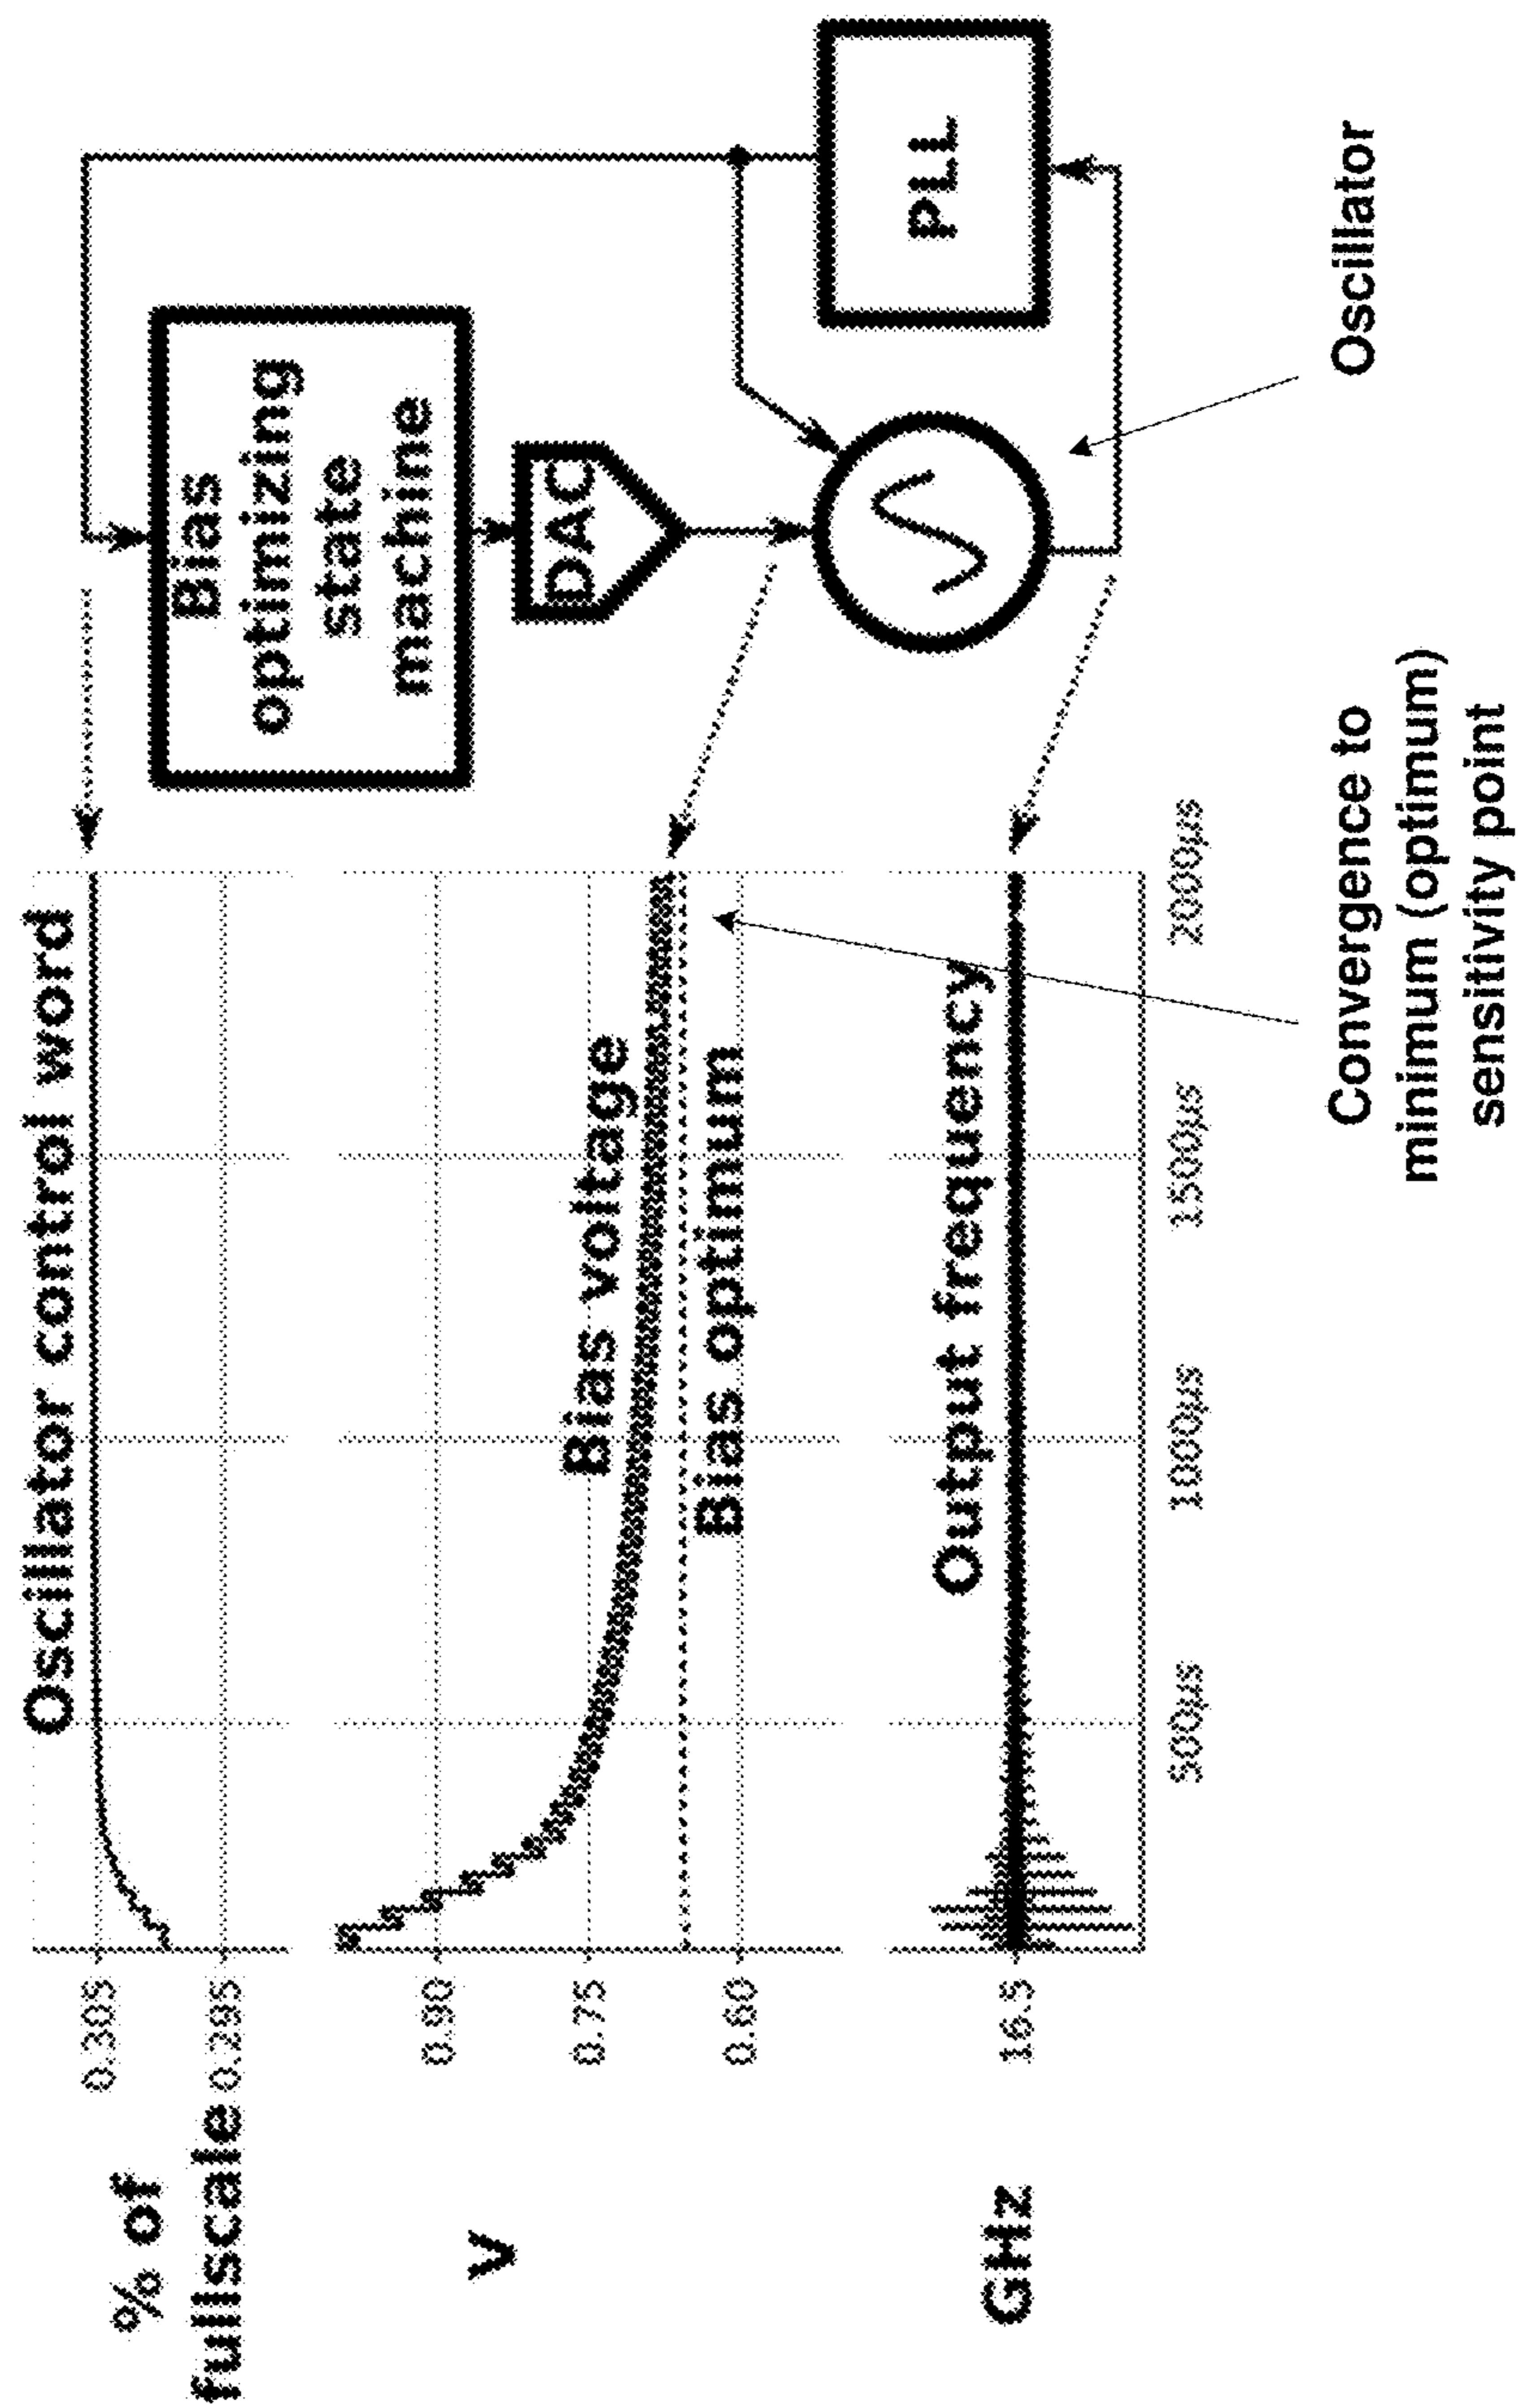 Oscillator control word
% of
fullscale
0.305
0.295
Bias voltage
Bias optimum
V
0.90
0.75
0.60
Output frequency
GHz
16.5
500µs
1000µs
1500µs
2000µs
Bias
optimizing
state
machine
DAC
PLL
Convergence to
minimum (optimum)
sensitivity point
Oscillator